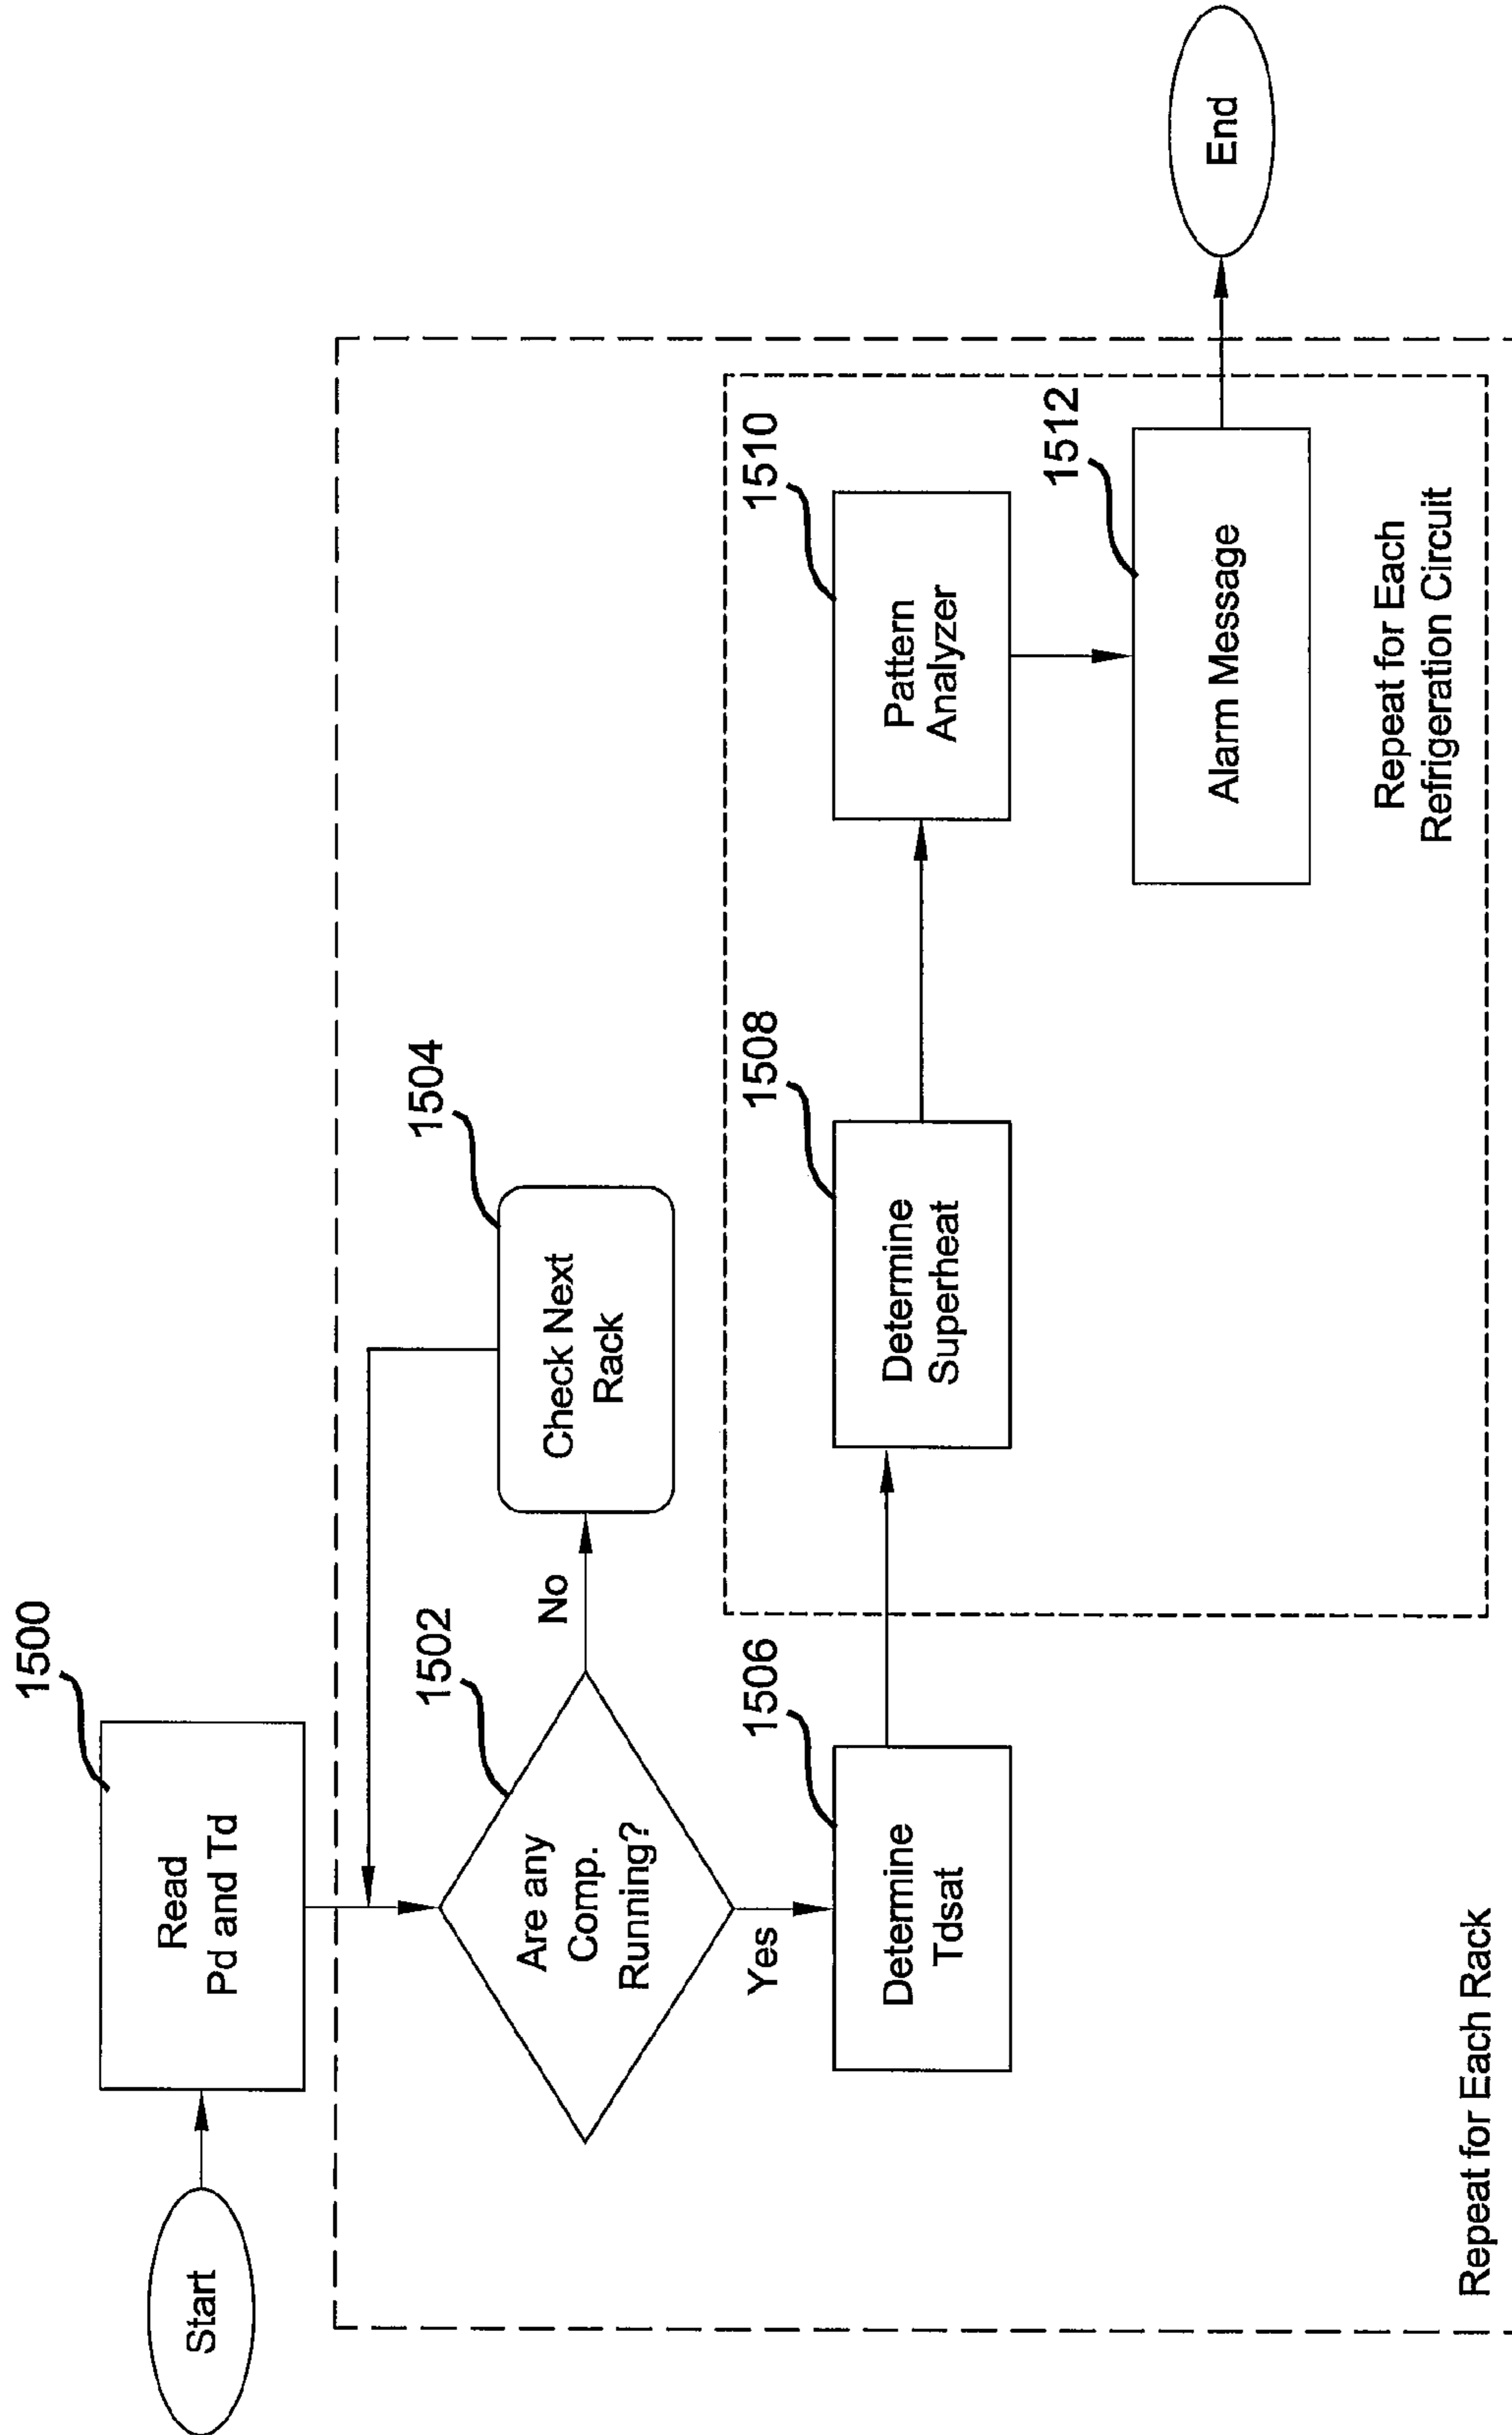 Start
1500
Read
Pd and Td
1502
Are any
Comp.
Running?
No
1504
Check Next
Rack
Yes
1506
Determine
Tdsat
1508
Determine
Superheat
1510
Pattern
Analyzer
1512
Alarm Message
Repeat for Each
Refrigeration Circuit
Repeat for Each Rack
End